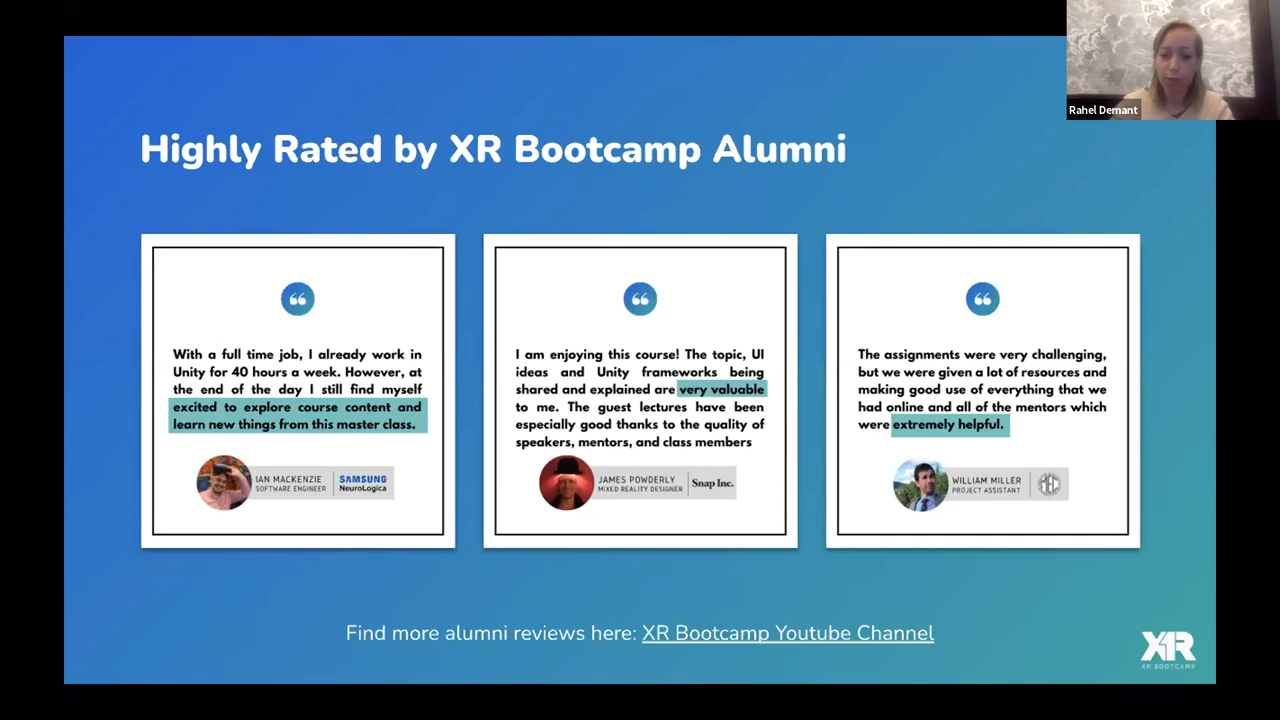 Rahel Demant
Highly Rated by XR Bootcamp Alumni
With a full time job, I already work in
Unity for 40 hours a week. However, at
the end of the day I still find myself
excited to explore course content and
learn new things from this master class.
IAN MACKENZIE
SOFTWARE ENGINEER
SAMSUNG
NeuroLogica
I am enjoying this course! The topic, UI
ideas and Unity frameworks being
shared and explained are very valuable
to me. The guest lectures have been
especially good thanks to the quality of
speakers, mentors, and class members
JAMES POWDERLY
MIXED REALITY DESIGNER
Snap Inc.
The assignments were very challenging,
but we were given a lot of resources and
making good use of everything that we
had online and all of the mentors which
were extremely helpful.
WILLIAM MILLER
PROJECT ASSISTANT
Find more alumni reviews here: XR Bootcamp Youtube Channel
XR
XR BOOTCAMP